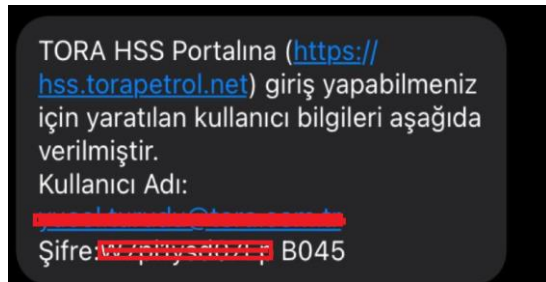 TORA HSS Portalına (https://
hss.torapetrol.net) giriş yapabilmeniz
için yaratılan kullanıcı bilgileri aşağıda
verilmiştir.
Kullanıcı Adı:
Şifre: B045